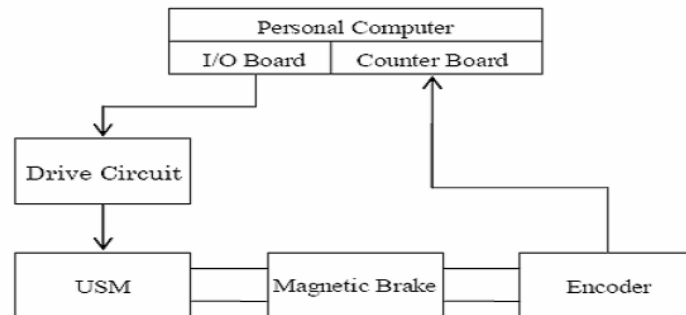 Personal Computer
I/O Board
Counter Board
Drive Circuit
USM
Magnetic Brake
Encoder